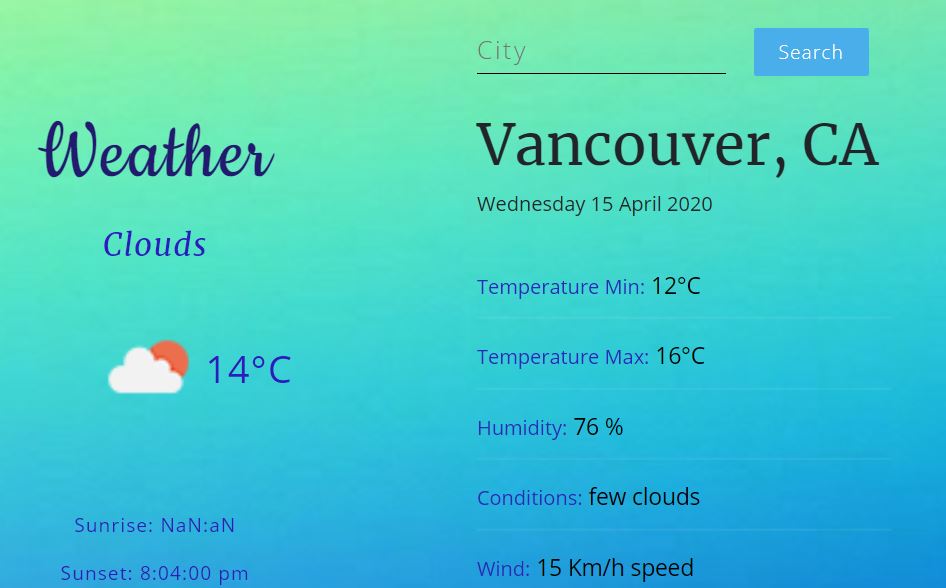 City
Search
Weather
Clouds
14°C
Sunrise: NaN:aN
Sunset: 8:04:00 pm
Vancouver, CA
Wednesday 15 April 2020
Temperature Min: 12°C
Temperature Max: 16°C
Humidity: 76 %
Conditions: few clouds
Wind: 15 Km/h speed